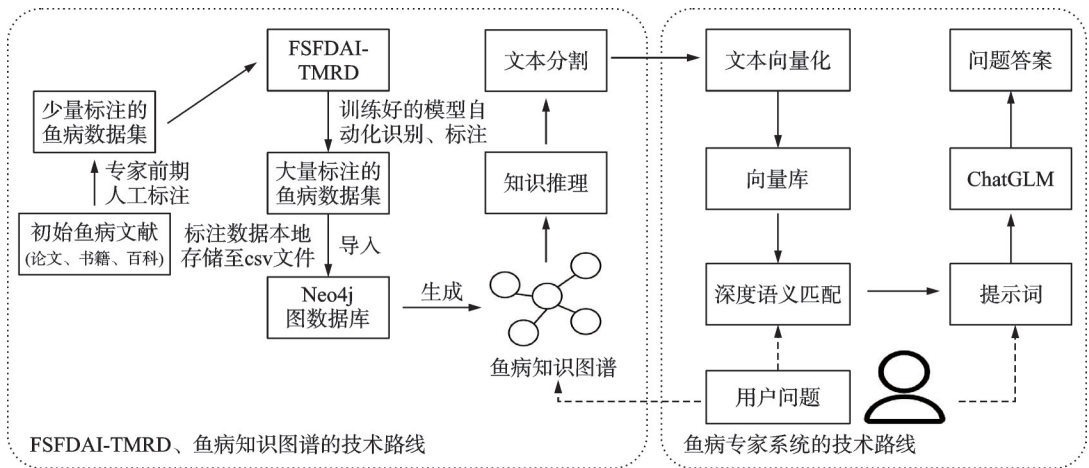 FSFDAI-
TMRD
少量标注的
鱼病数据集
训练好的模型自
动化识别、标注
专家前期
人工标注
大量标注的
鱼病数据集
初始鱼病文献
(论文、书籍、百科)
标注数据本地
存储至csv文件
导入
Neo4j
图数据库
生成
鱼病知识图谱
知识推理
文本分割
FSFDAI-TMRD、鱼病知识图谱的技术路线
文本向量化
向量库
深度语义匹配
用户问题
问题答案
ChatGLM
提示词
鱼病专家系统的技术路线